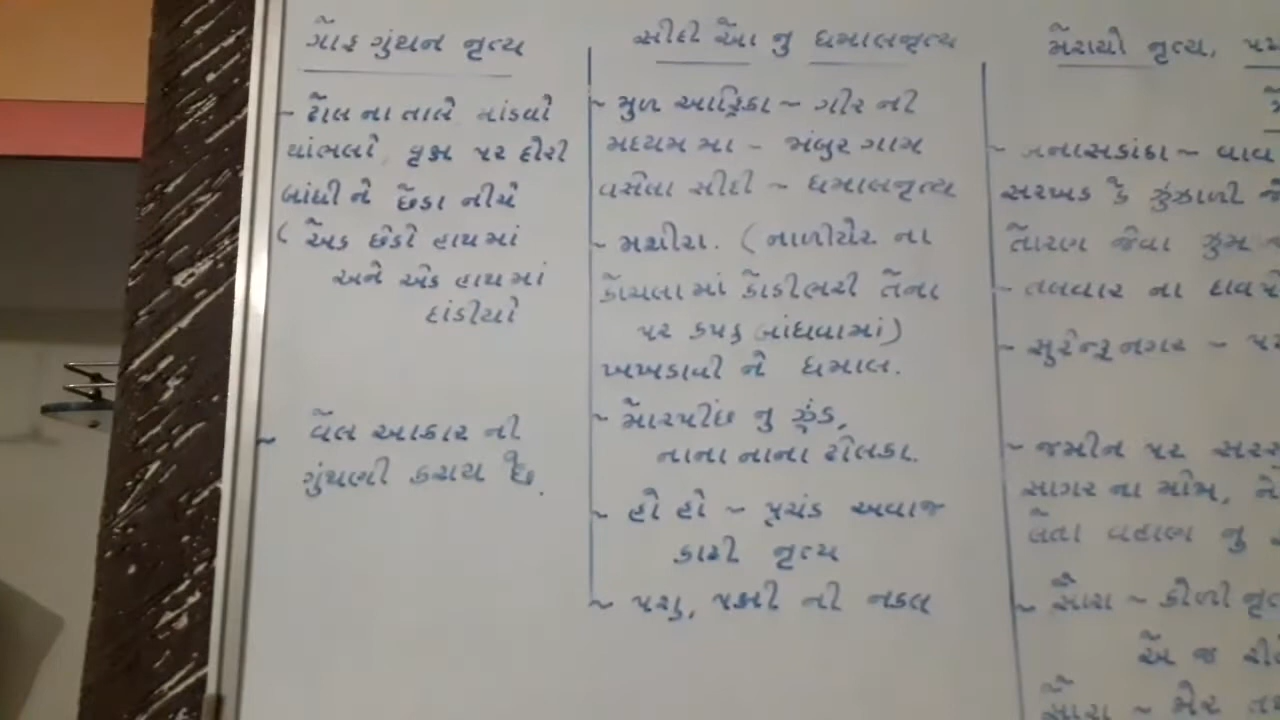 ગોફ ગુંથન નૃત્ય
- ઢોલ ના તાલે માંડવો
થાંભલો, વૃક્ષ પર દોરી
બાંધી ને છેડા નીચે
( એક છેડો હાથમાં
અને એક હાથમાં
દાંડીયો
~ વેલ આકાર ની
ગુંથણી કરાય છે.
સીદી ઓ નુ ધમાલનૃત્ય
~ મુળ આફ્રિકા ~ ગીર ની
મધ્યમ મા - જંબુર ગામ
વસેલા સીદી ~ ધમાલનૃત્ય
~ મશીરા. ( નાળીયેર ના
કોચલામાં કોડીભરી તેના
પર કપડુ બાંધવામાં)
ખખડાવી ને ધમાલ.
~ મોરપીંછ નુ ઝુંડ,
નાના નાના ઢોલકા.
~ હો હો ~ પ્રચંડ અવાજ
કારી નૃત્ય
~ પશુ, પક્ષી ની નકલ
મેરાયો નૃત્ય,
~ બનાસકાંઠા ~ વાવ
સરખડ કે ઝુંઝાળી
તોરણ જેવા ઝુમ
~ તલવાર ના
~ સુરેન્દ્રનગર ~
~ જમીન પર
સાગર ના મોજા,
લેતા વહાણ નુ
~ સોરા ~ કોળી
એ જ રીતે
સોરા ~ મેર